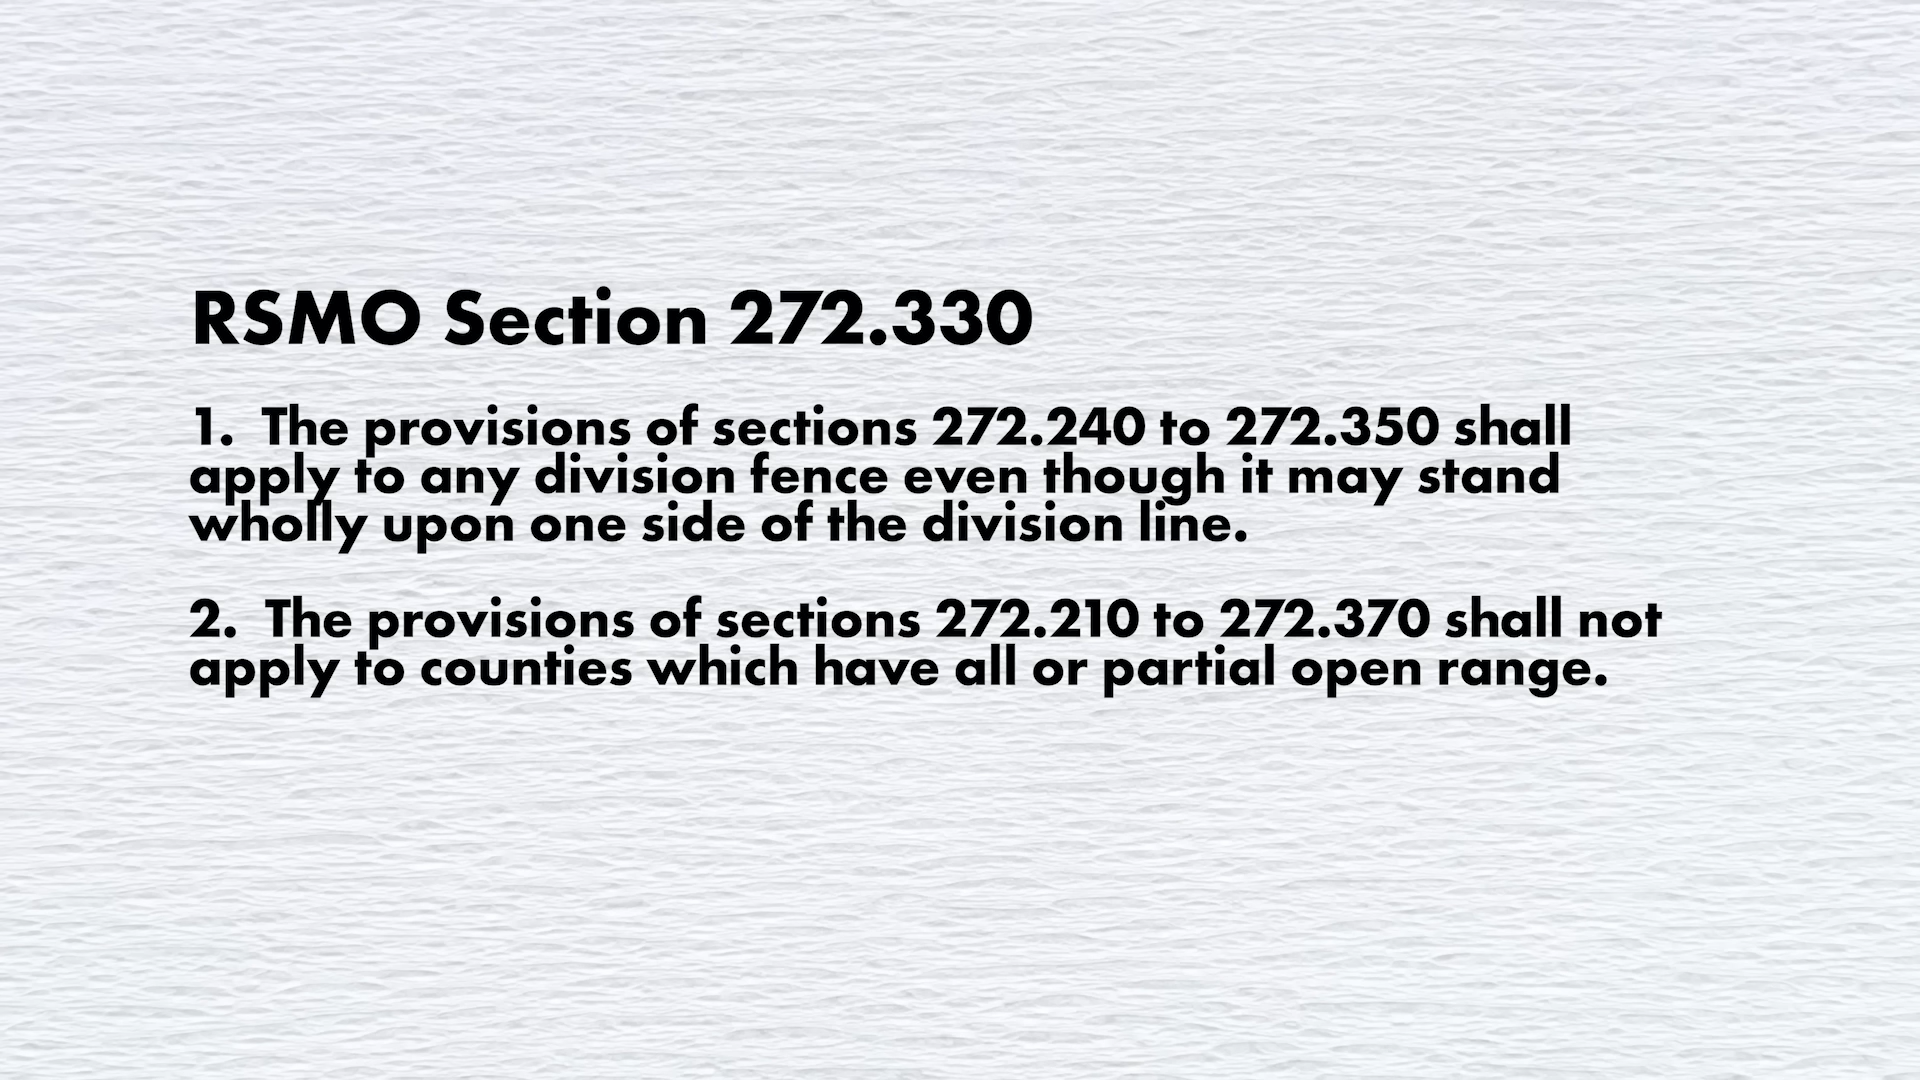 RSMO Section 272.330
1. The provisions of sections 272.240 to 272.350 shall
apply to any division fence even though it may stand
wholly upon one side of the division line.
2. The provisions of sections 272.210 to 272.370 shall not
apply to counties which have all or partial open range.